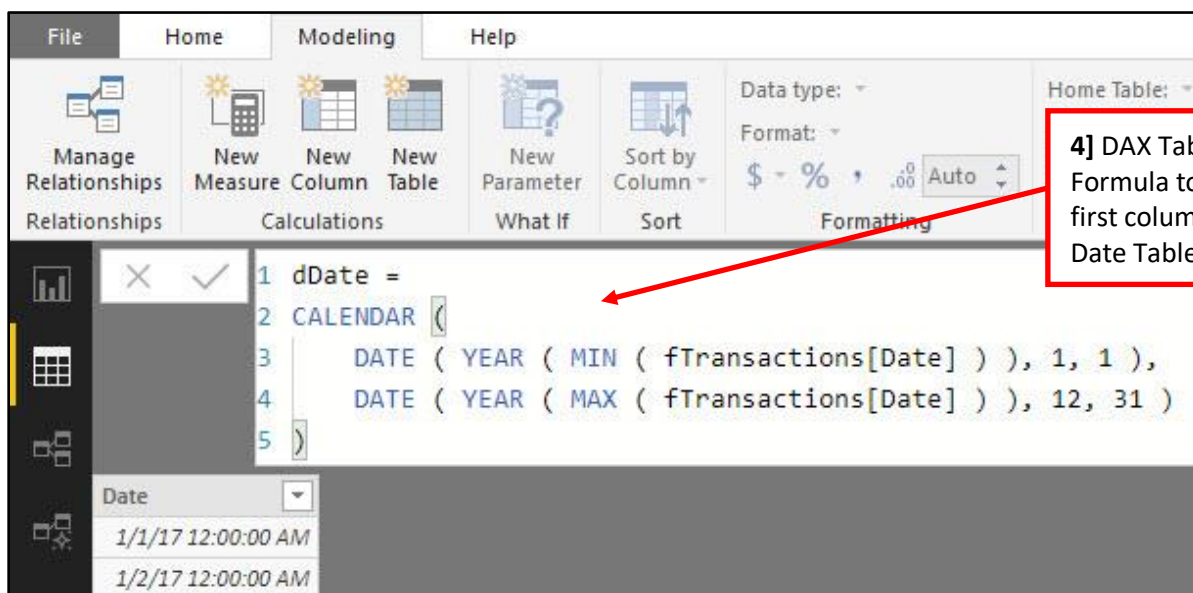 File Home Modeling Help
Manage Relationships
New Measure
New Column
New Table
New Parameter
Sort by Column
Data type:
Format:
$ % , .00 Auto
Home Table:
Relationships Calculations What If Sort Formatting
4] DAX Tab
Formula to
first colum
Date Table
1 dDate =
2 CALENDAR (
3 DATE ( YEAR ( MIN ( fTransactions[Date] ) ), 1, 1 ),
4 DATE ( YEAR ( MAX ( fTransactions[Date] ) ), 12, 31 )
5 )
Date
1/1/17 12:00:00 AM
1/2/17 12:00:00 AM